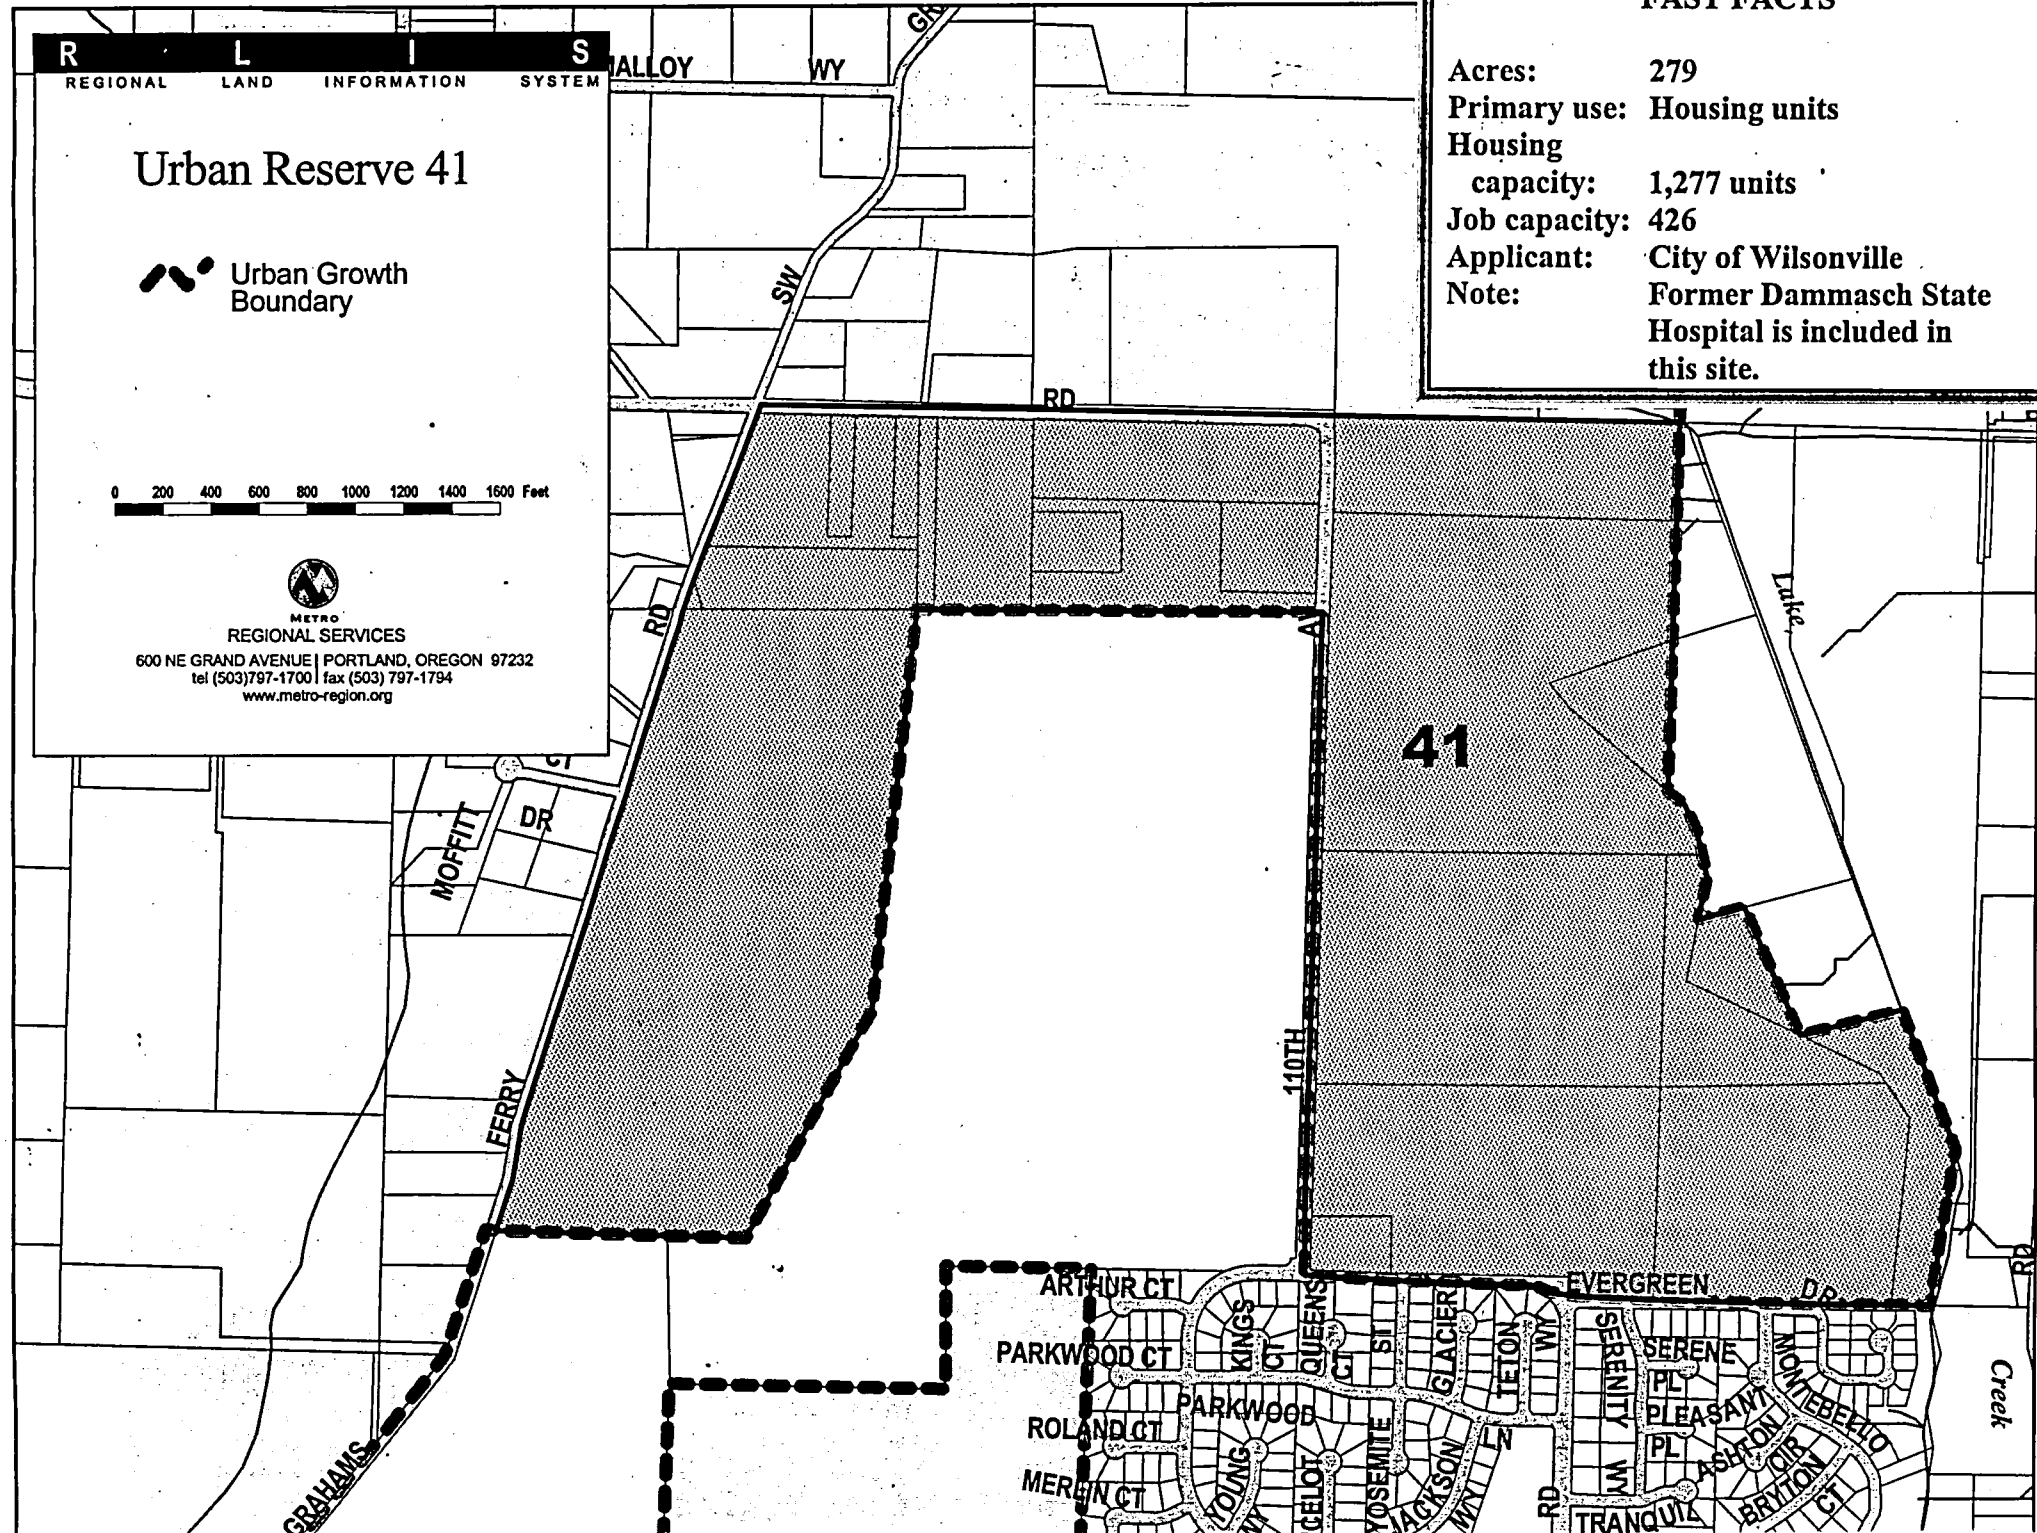 R L I S
REGIONAL LAND INFORMATION SYSTEM
Urban Reserve 41
Urban Growth
Boundary
0 200 400 600 800 1000 1200 1400 1600 Feet
METRO
REGIONAL SERVICES
600 NE GRAND AVENUE | PORTLAND, OREGON 97232
tel (503)797-1700 | fax (503) 797-1794
www.metro-region.org
FAST FACTS
Acres: 279
Primary use: Housing units
Housing
capacity: 1,277 units
Job capacity: 426
Applicant: City of Wilsonville
Note: Former Dammasch State
Hospital is included in
this site.
WY
SW
RD
RD
AV
Lake,
41
CT
DR
MOFFITT
110TH
FERRY
GRAHAMS
EVERGREEN DR
RD
ARTHUR CT
PARKWOOD CT
ROLAND CT
MERLIN CT
KINGS
CT
QUEENS
CT
ST
GLACIER
TETON
WY
SERENITY
WY
SERENE
PL
PLEASANT
PL
MONTEBELLO
ASHTON
CIR
BRYTON
CT
PARKWOOD
LN
YOUNG
WY
YOSEMITE
JACKSON
WY
RD
TRANQUIL
Creek